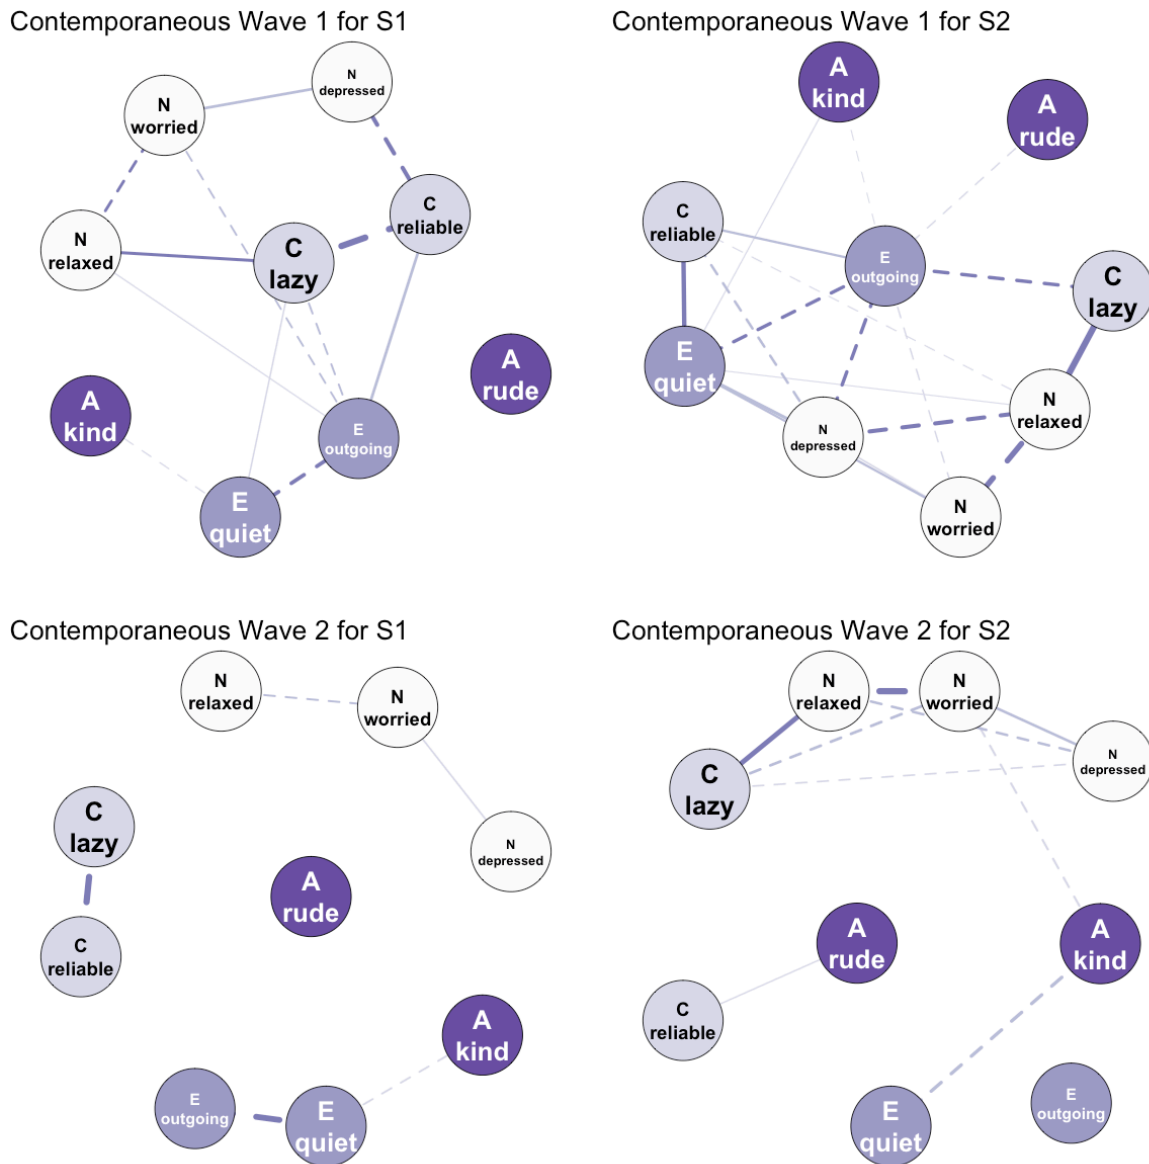 Contemporaneous Wave 1 for S1
N
depressed
N
worried
C
reliable
N
relaxed
C
lazy
A
rude
A
kind
E
outgoing
E
quiet
Contemporaneous Wave 1 for S2
A
kind
A
rude
C
reliable
E
outgoing
C
lazy
E
quiet
N
relaxed
N
depressed
N
worried
Contemporaneous Wave 2 for S1
N
relaxed
N
worried
C
lazy
N
depressed
A
rude
C
reliable
A
kind
E
outgoing
E
quiet
Contemporaneous Wave 2 for S2
N
relaxed
N
worried
N
depressed
C
lazy
A
rude
A
kind
C
reliable
E
outgoing
E
quiet